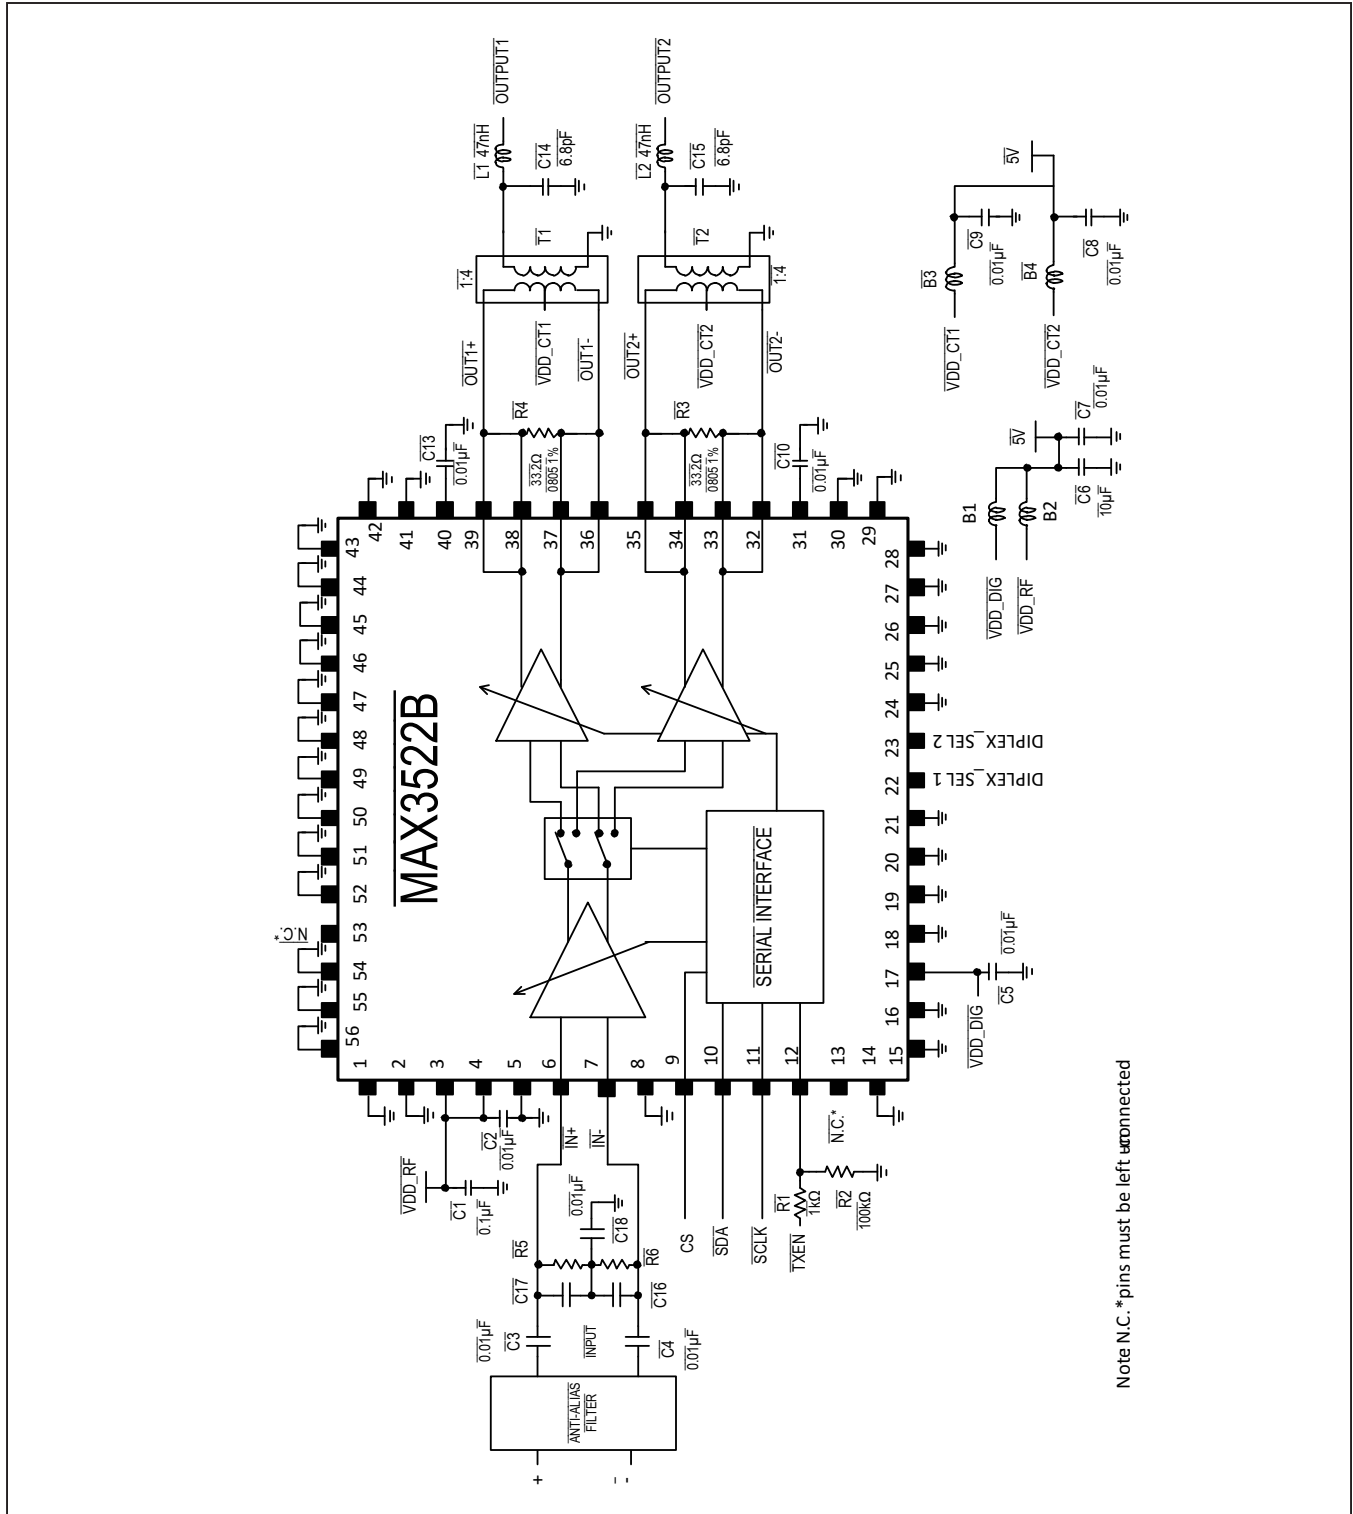 OUTPUT1
OUTPUT2
L1 47nH
C14
6.8pF
L2 47nH
C15
6.8pF
T1
T2
1:4
1:4
OUT1+
VDD_CT1
OUT1-
OUT2+
VDD_CT2
OUT2-
R4
33.2Ω
0805 1%
R3
33.2Ω
0805 1%
C13
0.01µF
C10
0.01µF
5V
C9
0.01µF
C8
0.01µF
B3
B4
VDD_CT1
VDD_CT2
5V
C7
0.01µF
C6
10µF
B1
B2
VDD_DIG
VDD_RF
42
41
40
39
38
37
36
35
34
33
32
31
30
29
43
44
45
46
47
48
49
50
51
52
53
54
55
56
N.C.*
MAX3522B
SERIAL INTERFACE
28
27
26
25
24
23
22
21
20
19
18
17
16
15
DIPLEX_SEL 2
DIPLEX_SEL 1
VDD_DIG
C5
0.01µF
1
2
3
4
5
6
7
8
9
10
11
12
13
14
VDD_RF
C1
0.1µF
C2
0.01µF
IN+
IN-
0.01µF
C18
R5
R6
C17
C16
0.01µF
C3
INPUT
C4
0.01µF
ANTI-ALIAS
FILTER
+
-
CS
SDA
SCLK
TXEN
R1
1kΩ
R2
100kΩ
N.C.*
Note N.C. *pins must be left unconnected